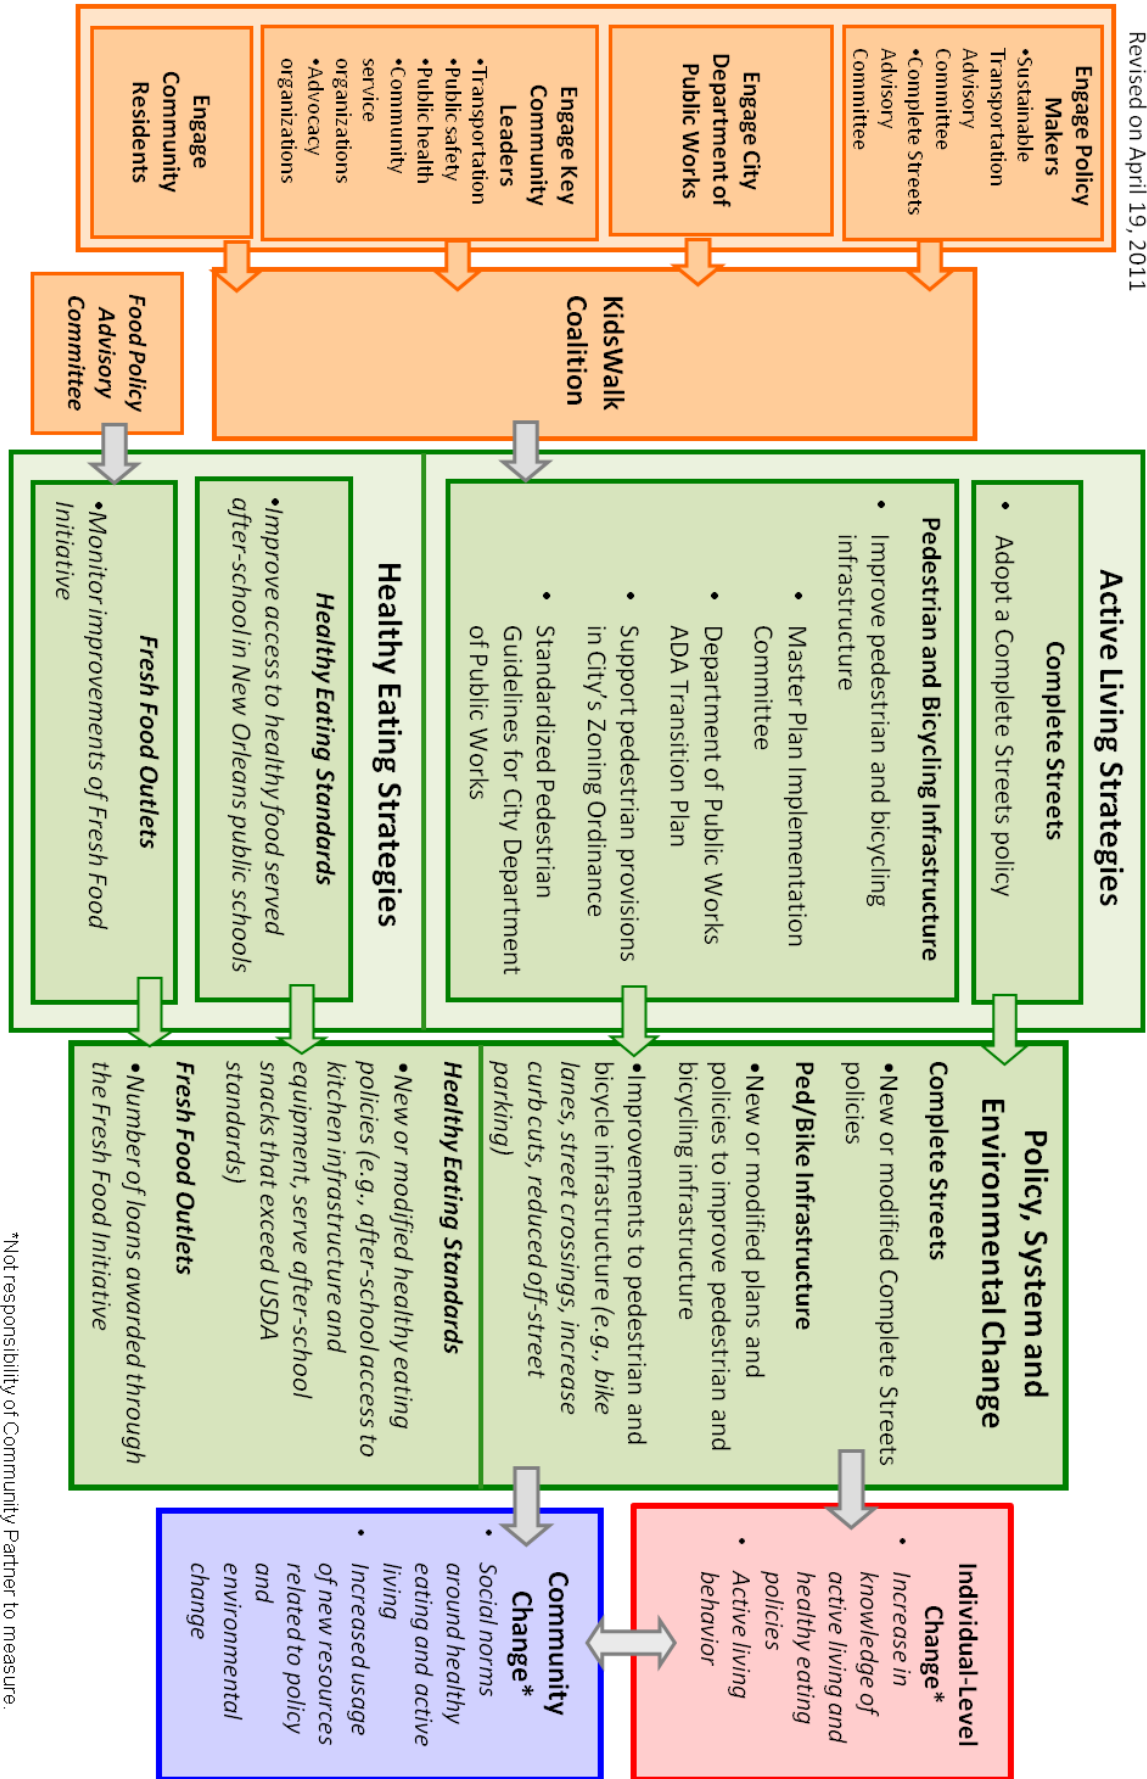 Revised on April 19, 2011
Engage Policy
Makers
•Sustainable
Transportation
Advisory
Committee
•Complete Streets
Advisory
Committee
Engage City
Department of
Public Works
Engage Key
Community
Leaders
•Transportation
•Public safety
•Public health
•Community
service
organizations
•Advocacy
organizations
Engage
Community
Residents
KidsWalk
Coalition
Food Policy
Advisory
Committee
Active Living Strategies
Complete Streets
• Adopt a Complete Streets policy
Pedestrian and Bicycling Infrastructure
• Improve pedestrian and bicycling
infrastructure
• Master Plan Implementation
Committee
• Department of Public Works
ADA Transition Plan
• Support pedestrian provisions
in City’s Zoning Ordinance
• Standardized Pedestrian
Guidelines for City Department
of Public Works
Healthy Eating Strategies
Healthy Eating Standards
•Improve access to healthy food served
after-school in New Orleans public schools
Fresh Food Outlets
•Monitor improvements of Fresh Food
Initiative
Policy, System and
Environmental Change
Complete Streets
•New or modified Complete Streets
policies
Ped/Bike Infrastructure
•New or modified plans and
policies to improve pedestrian and
bicycling infrastructure
•Improvements to pedestrian and
bicycle infrastructure (e.g., bike
lanes, street crossings, increase
curb cuts, reduced off-street
parking)
Healthy Eating Standards
•New or modified healthy eating
policies (e.g., after-school access to
kitchen infrastructure and
equipment, serve after-school
snacks that exceed USDA
standards)
Fresh Food Outlets
•Number of loans awarded through
the Fresh Food Initiative
Individual-Level
Change*
• Increase in
knowledge of
active living and
healthy eating
policies
• Active living
behavior
Community
Change*
• Social norms
around healthy
eating and active
living
• Increased usage
of new resources
related to policy
and
environmental
change
*Not responsibility of Community Partner to measure.